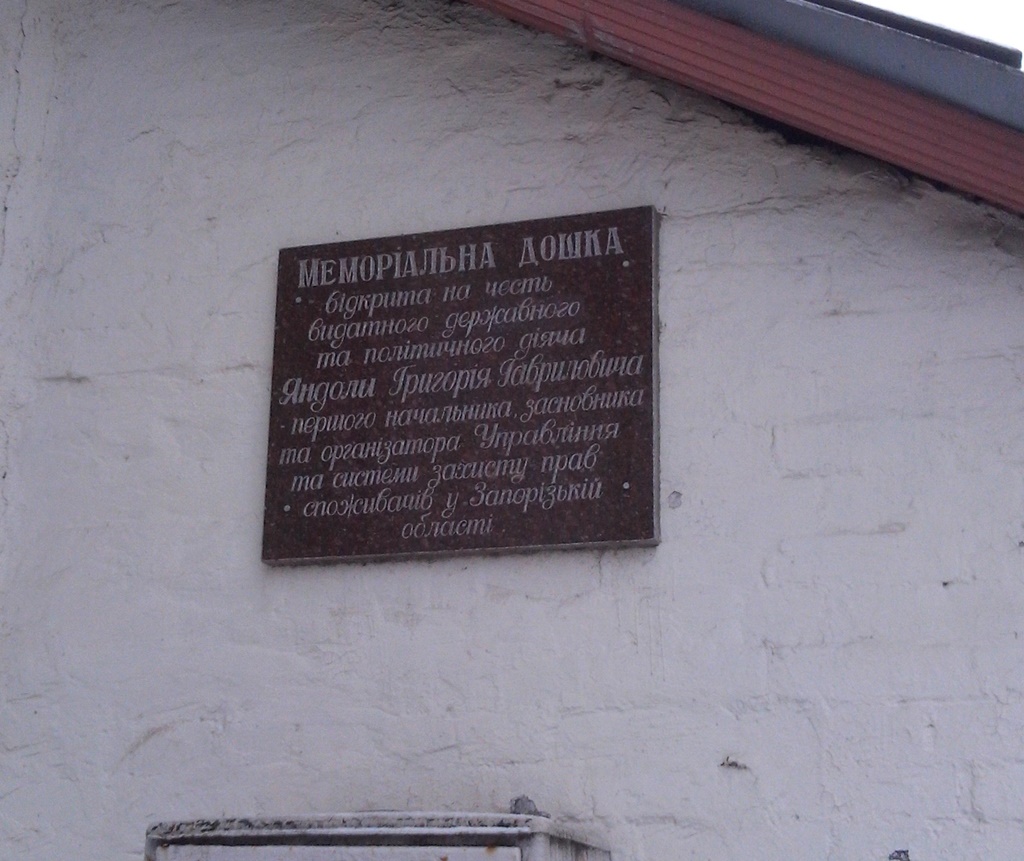 МЕМОРІАЛЬНА ДОШКА
відкрита на честь
видатного державного
та політичного діяча
Яндоли Григорія Гавриловича
- першого начальника, засновника
та організатора Управління
та системи захисту прав
споживачів у Запорізькій
області.